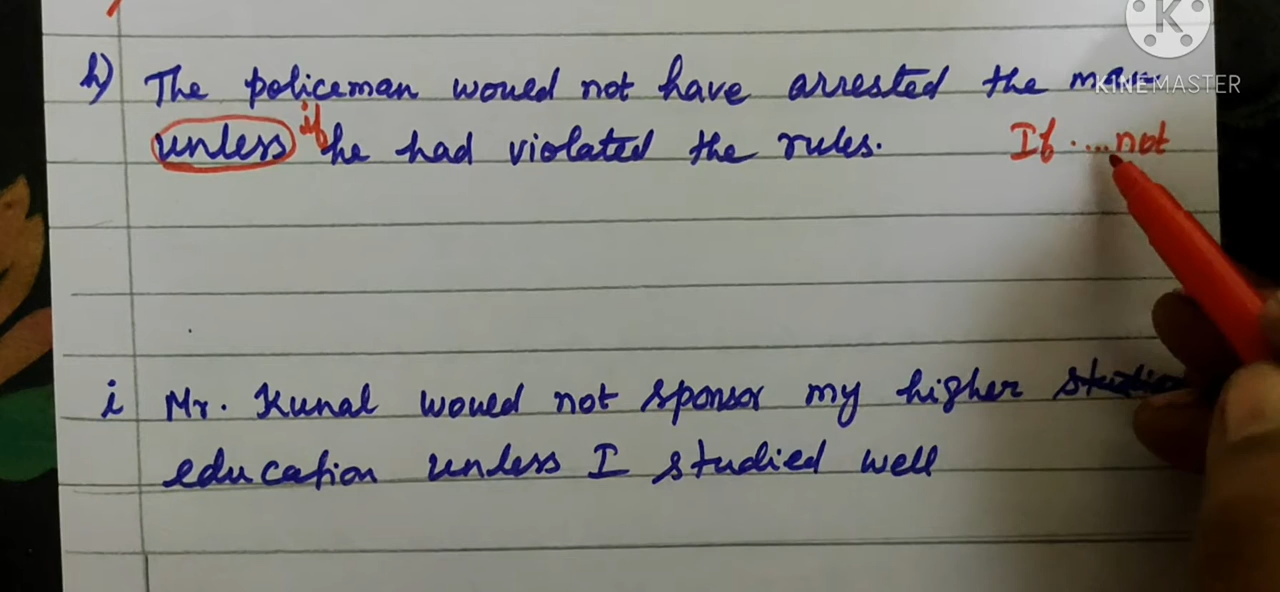 K
KINEMASTER
h) The policeman would not have arrested the man
if
unless he had violated the rules. If....not
i Mr. Kunal would not sponsor my higher
education unless I studied well